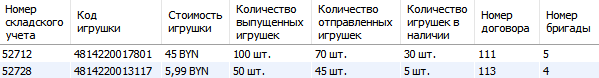 Номер складского учета Код игрушки Стоимость игрушки Количество выпущенных игрушек Количество отправленных игрушек Количество игрушек в наличии Номер договора Номер бригады
52712 4814220017801 45 BYN 100 шт. 70 шт. 30 шт. 111 5
52728 4814220013117 5,99 BYN 50 шт. 45 шт. 5 шт. 113 4